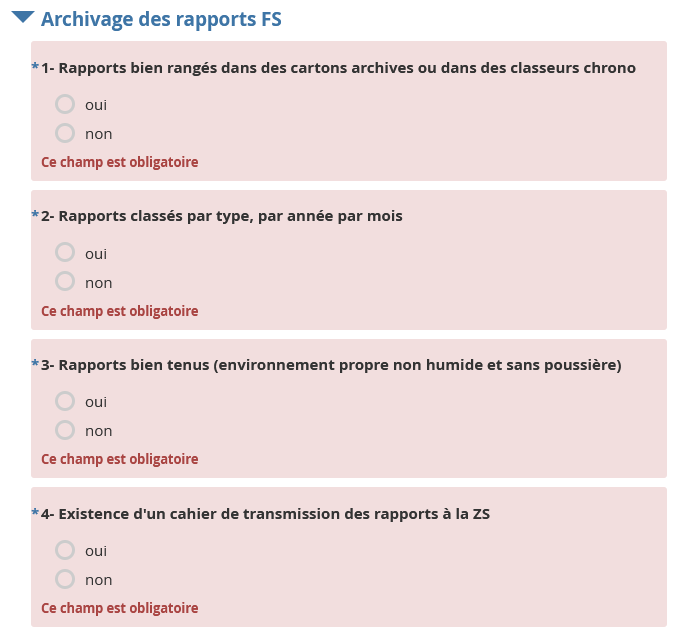 Archivage des rapports FS
*1- Rapports bien rangés dans des cartons archives ou dans des classeurs chrono
oui
non
Ce champ est obligatoire
*2- Rapports classés par type, par année par mois
oui
non
Ce champ est obligatoire
*3- Rapports bien tenus (environnement propre non humide et sans poussière)
oui
non
Ce champ est obligatoire
*4- Existence d'un cahier de transmission des rapports à la ZS
oui
non
Ce champ est obligatoire